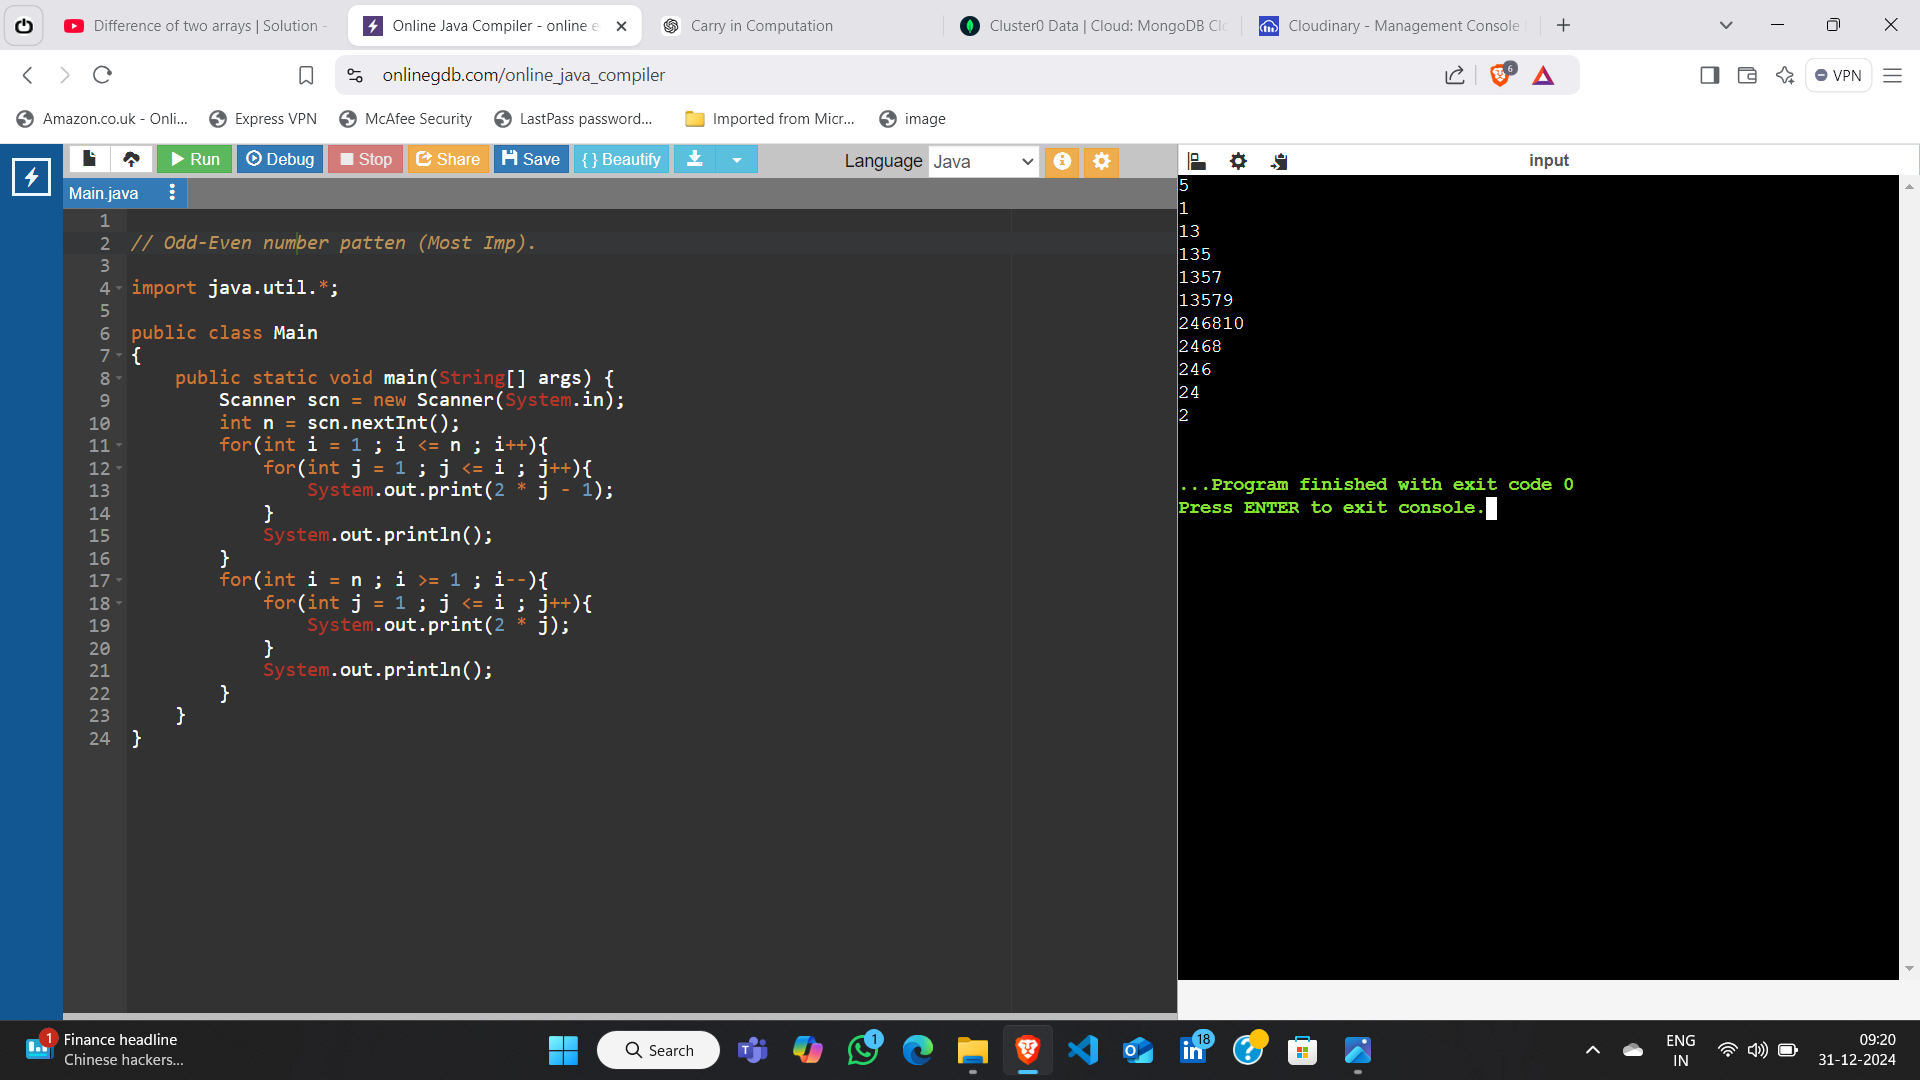 Difference of two arrays | Solution -
Online Java Compiler - online e
Carry in Computation
Cluster0 Data | Cloud: MongoDB Clo
Cloudinary - Management Console
onlinegdb.com/online_java_compiler
6
VPN
Amazon.co.uk - Onli...
Express VPN
McAfee Security
LastPass password...
Imported from Micr...
image
Run
Debug
Stop
Share
Save
{ } Beautify
Language
Java
input
Main.java
1
2 // Odd-Even number patten (Most Imp).
3
4 import java.util.*;
5
6 public class Main
7 {
8 public static void main(String[] args) {
9 Scanner scn = new Scanner(System.in);
10 int n = scn.nextInt();
11 for(int i = 1 ; i <= n ; i++){
12 for(int j = 1 ; j <= i ; j++){
13 System.out.print(2 * j - 1);
14 }
15 System.out.println();
16 }
17 for(int i = n ; i >= 1 ; i--){
18 for(int j = 1 ; j <= i ; j++){
19 System.out.print(2 * j);
20 }
21 System.out.println();
22 }
23 }
24 }
5
1
13
135
1357
13579
246810
2468
246
24
2
...Program finished with exit code 0
Press ENTER to exit console.
1
Finance headline
Chinese hackers...
Search
1
18
ENG
IN
09:20
31-12-2024